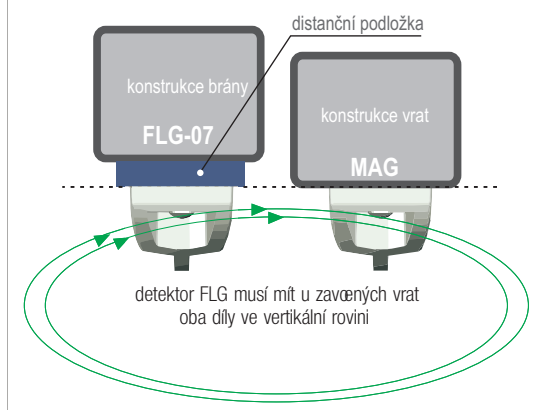 distanční podložka
konstrukce brány
FLG-07
konstrukce vrat
MAG
detektor FLG musí mít u zavœných vrat
oba díly ve vertikální rovini